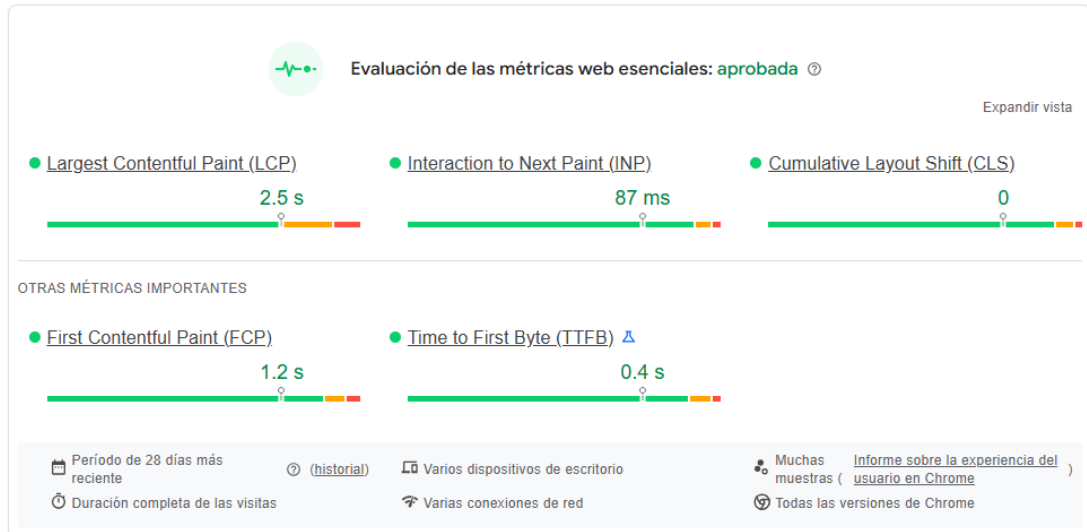 Evaluación de las métricas web esenciales: aprobada
Expandir vista
Largest Contentful Paint (LCP)
2.5 s
Interaction to Next Paint (INP)
87 ms
Cumulative Layout Shift (CLS)
0
OTRAS MÉTRICAS IMPORTANTES
First Contentful Paint (FCP)
1.2 s
Time to First Byte (TTFB)
0.4 s
Período de 28 días más
reciente
(historial)
Varios dispositivos de escritorio
Muchas
muestras (
Informe sobre la experiencia del
usuario en Chrome
)
Duración completa de las visitas
Varias conexiones de red
Todas las versiones de Chrome